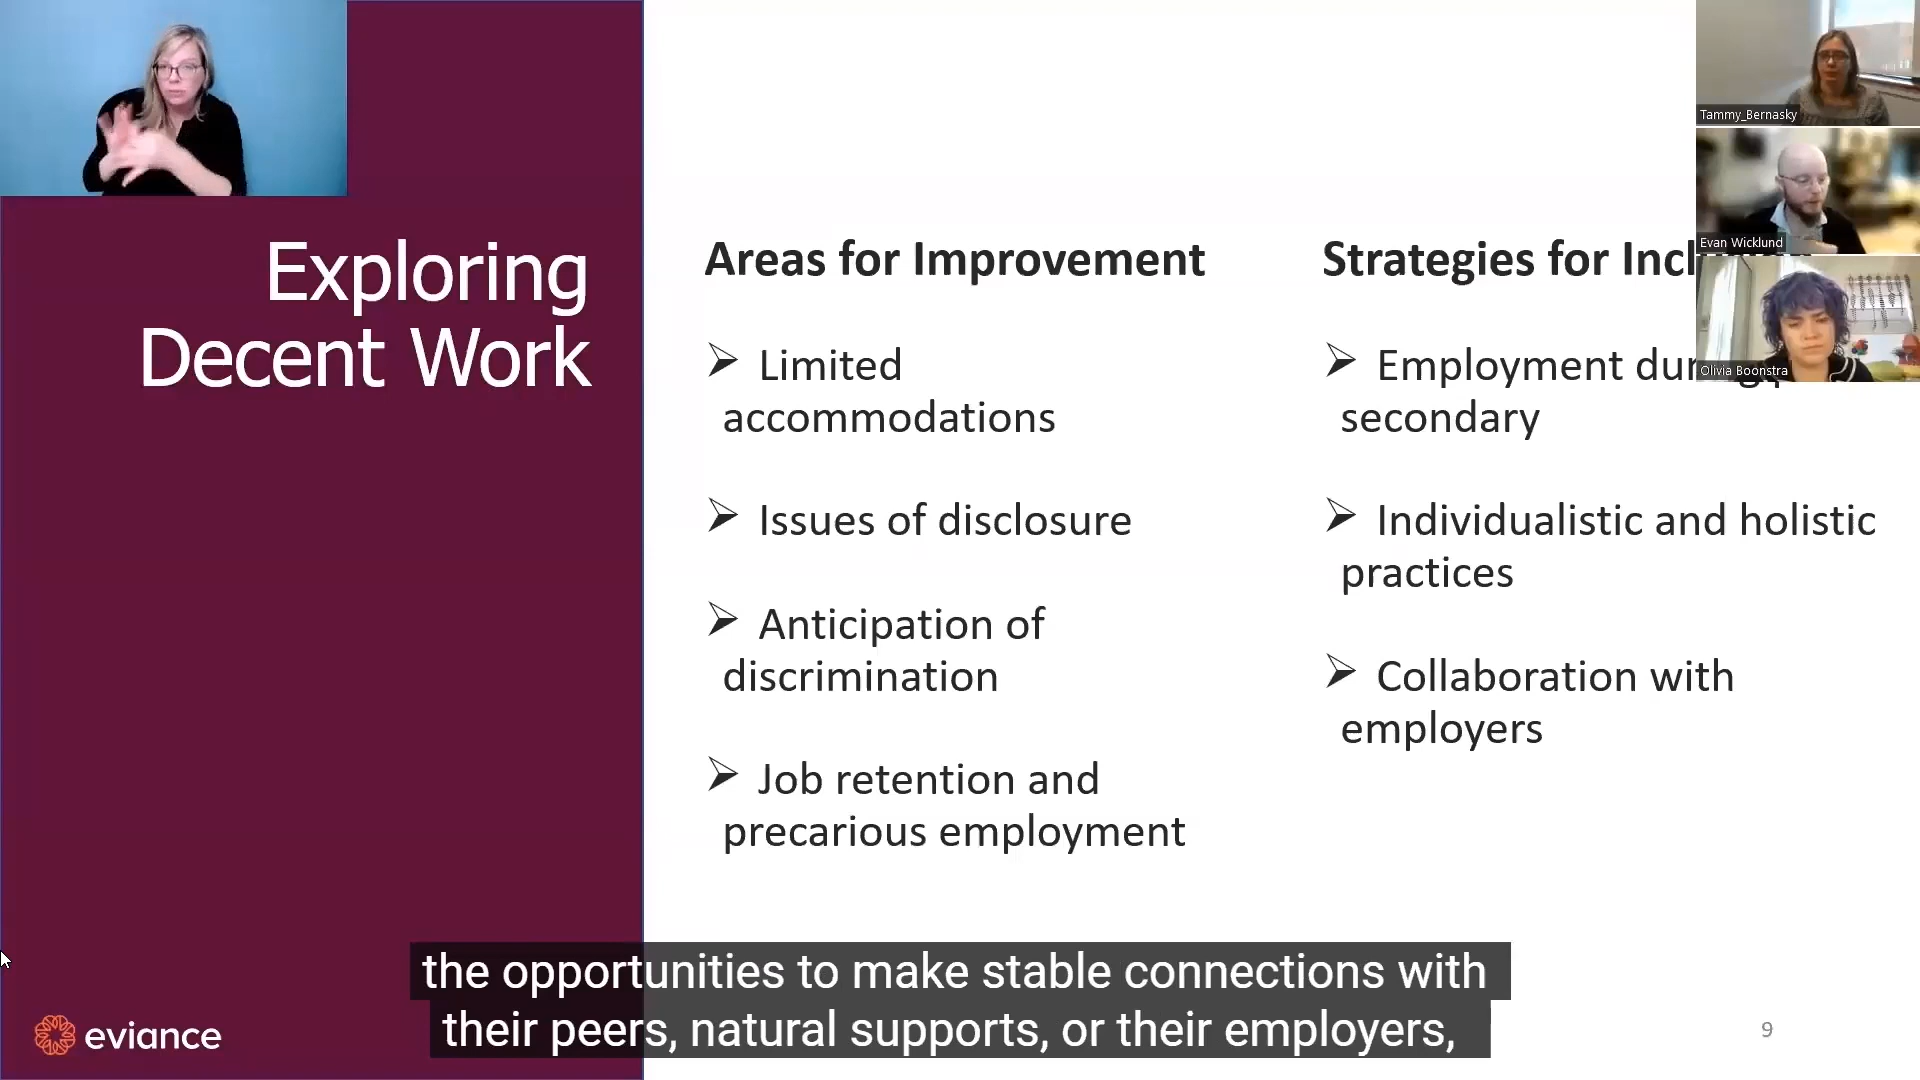 Exploring
Decent Work
Areas for Improvement
Limited
accommodations
Issues of disclosure
Anticipation of
discrimination
Job retention and
precarious employment
Strategies for
Employment
secondary
Individualistic and holistic
practices
Collaboration with
employers
Tammy_Bernasky
Evan Wicklund
Olivia Boonstra
the opportunities to make stable connections with
their peers, natural supports, or their employers,
eviance
9